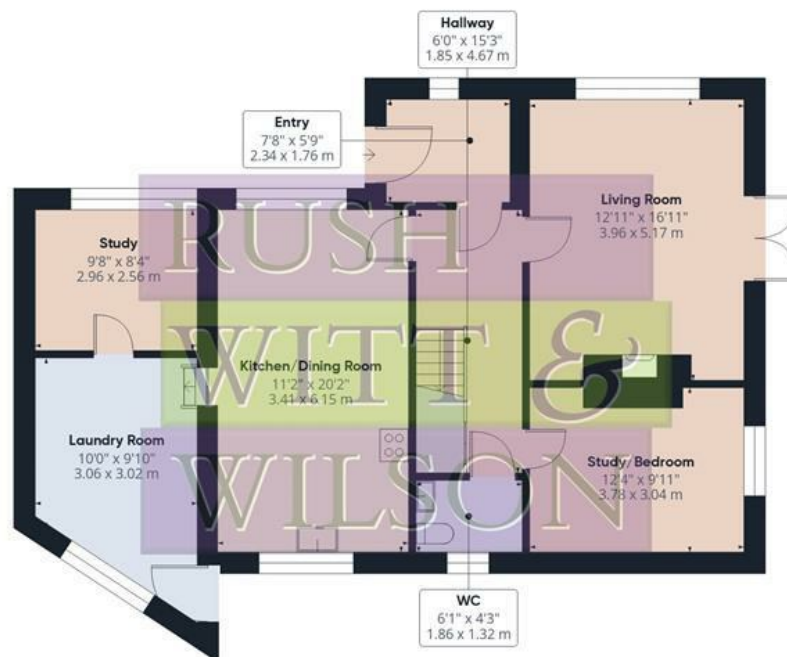 Hallway
6'0" x 15'3"
1.85 x 4.67 m
Entry
7'8" x 5'9"
2.34 x 1.76 m
Living Room
12'11" x 16'11"
3.96 x 5.17 m
Study
9'8" x 8'4"
2.96 x 2.56 m
Kitchen/Dining Room
11'2" x 20'2"
3.41 x 6.15 m
Laundry Room
10'0" x 9'10"
3.06 x 3.02 m
Study/Bedroom
12'4" x 9'11"
3.78 x 3.04 m
WC
6'1" x 4'3"
1.86 x 1.32 m
RUSH
WITT &
WILSON